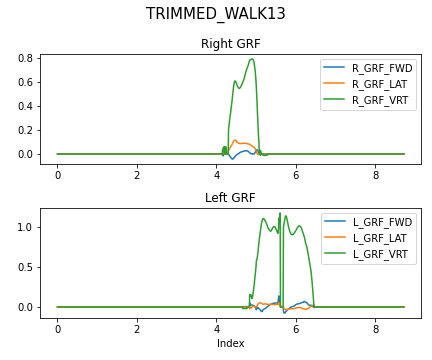 TRIMMED_WALK13
Right GRF
0.8
0.6
0.4
0.2
0.0
R_GRF_FWD
R_GRF_LAT
R_GRF_VRT
0 2 4 6 8
Left GRF
1.0
0.5
0.0
L_GRF_FWD
L_GRF_LAT
L_GRF_VRT
0 2 4 6 8
Index